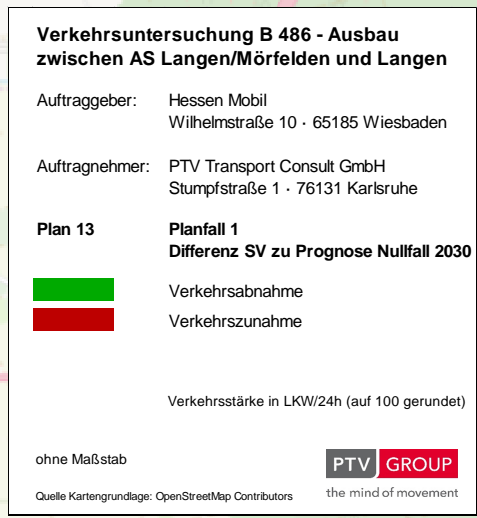 Verkehrsuntersuchung B 486 - Ausbau
zwischen AS Langen/Mörfelden und Langen
Auftraggeber: Hessen Mobil
Wilhelmstraße 10 · 65185 Wiesbaden
Auftragnehmer: PTV Transport Consult GmbH
Stumpfstraße 1 · 76131 Karlsruhe
Plan 13 Planfall 1
Differenz SV zu Prognose Nullfall 2030
Verkehrsabnahme
Verkehrszunahme
Verkehrsstärke in LKW/24h (auf 100 gerundet)
ohne Maßstab
PTV GROUP
Quelle Kartengrundlage: OpenStreetMap Contributors
the mind of movement